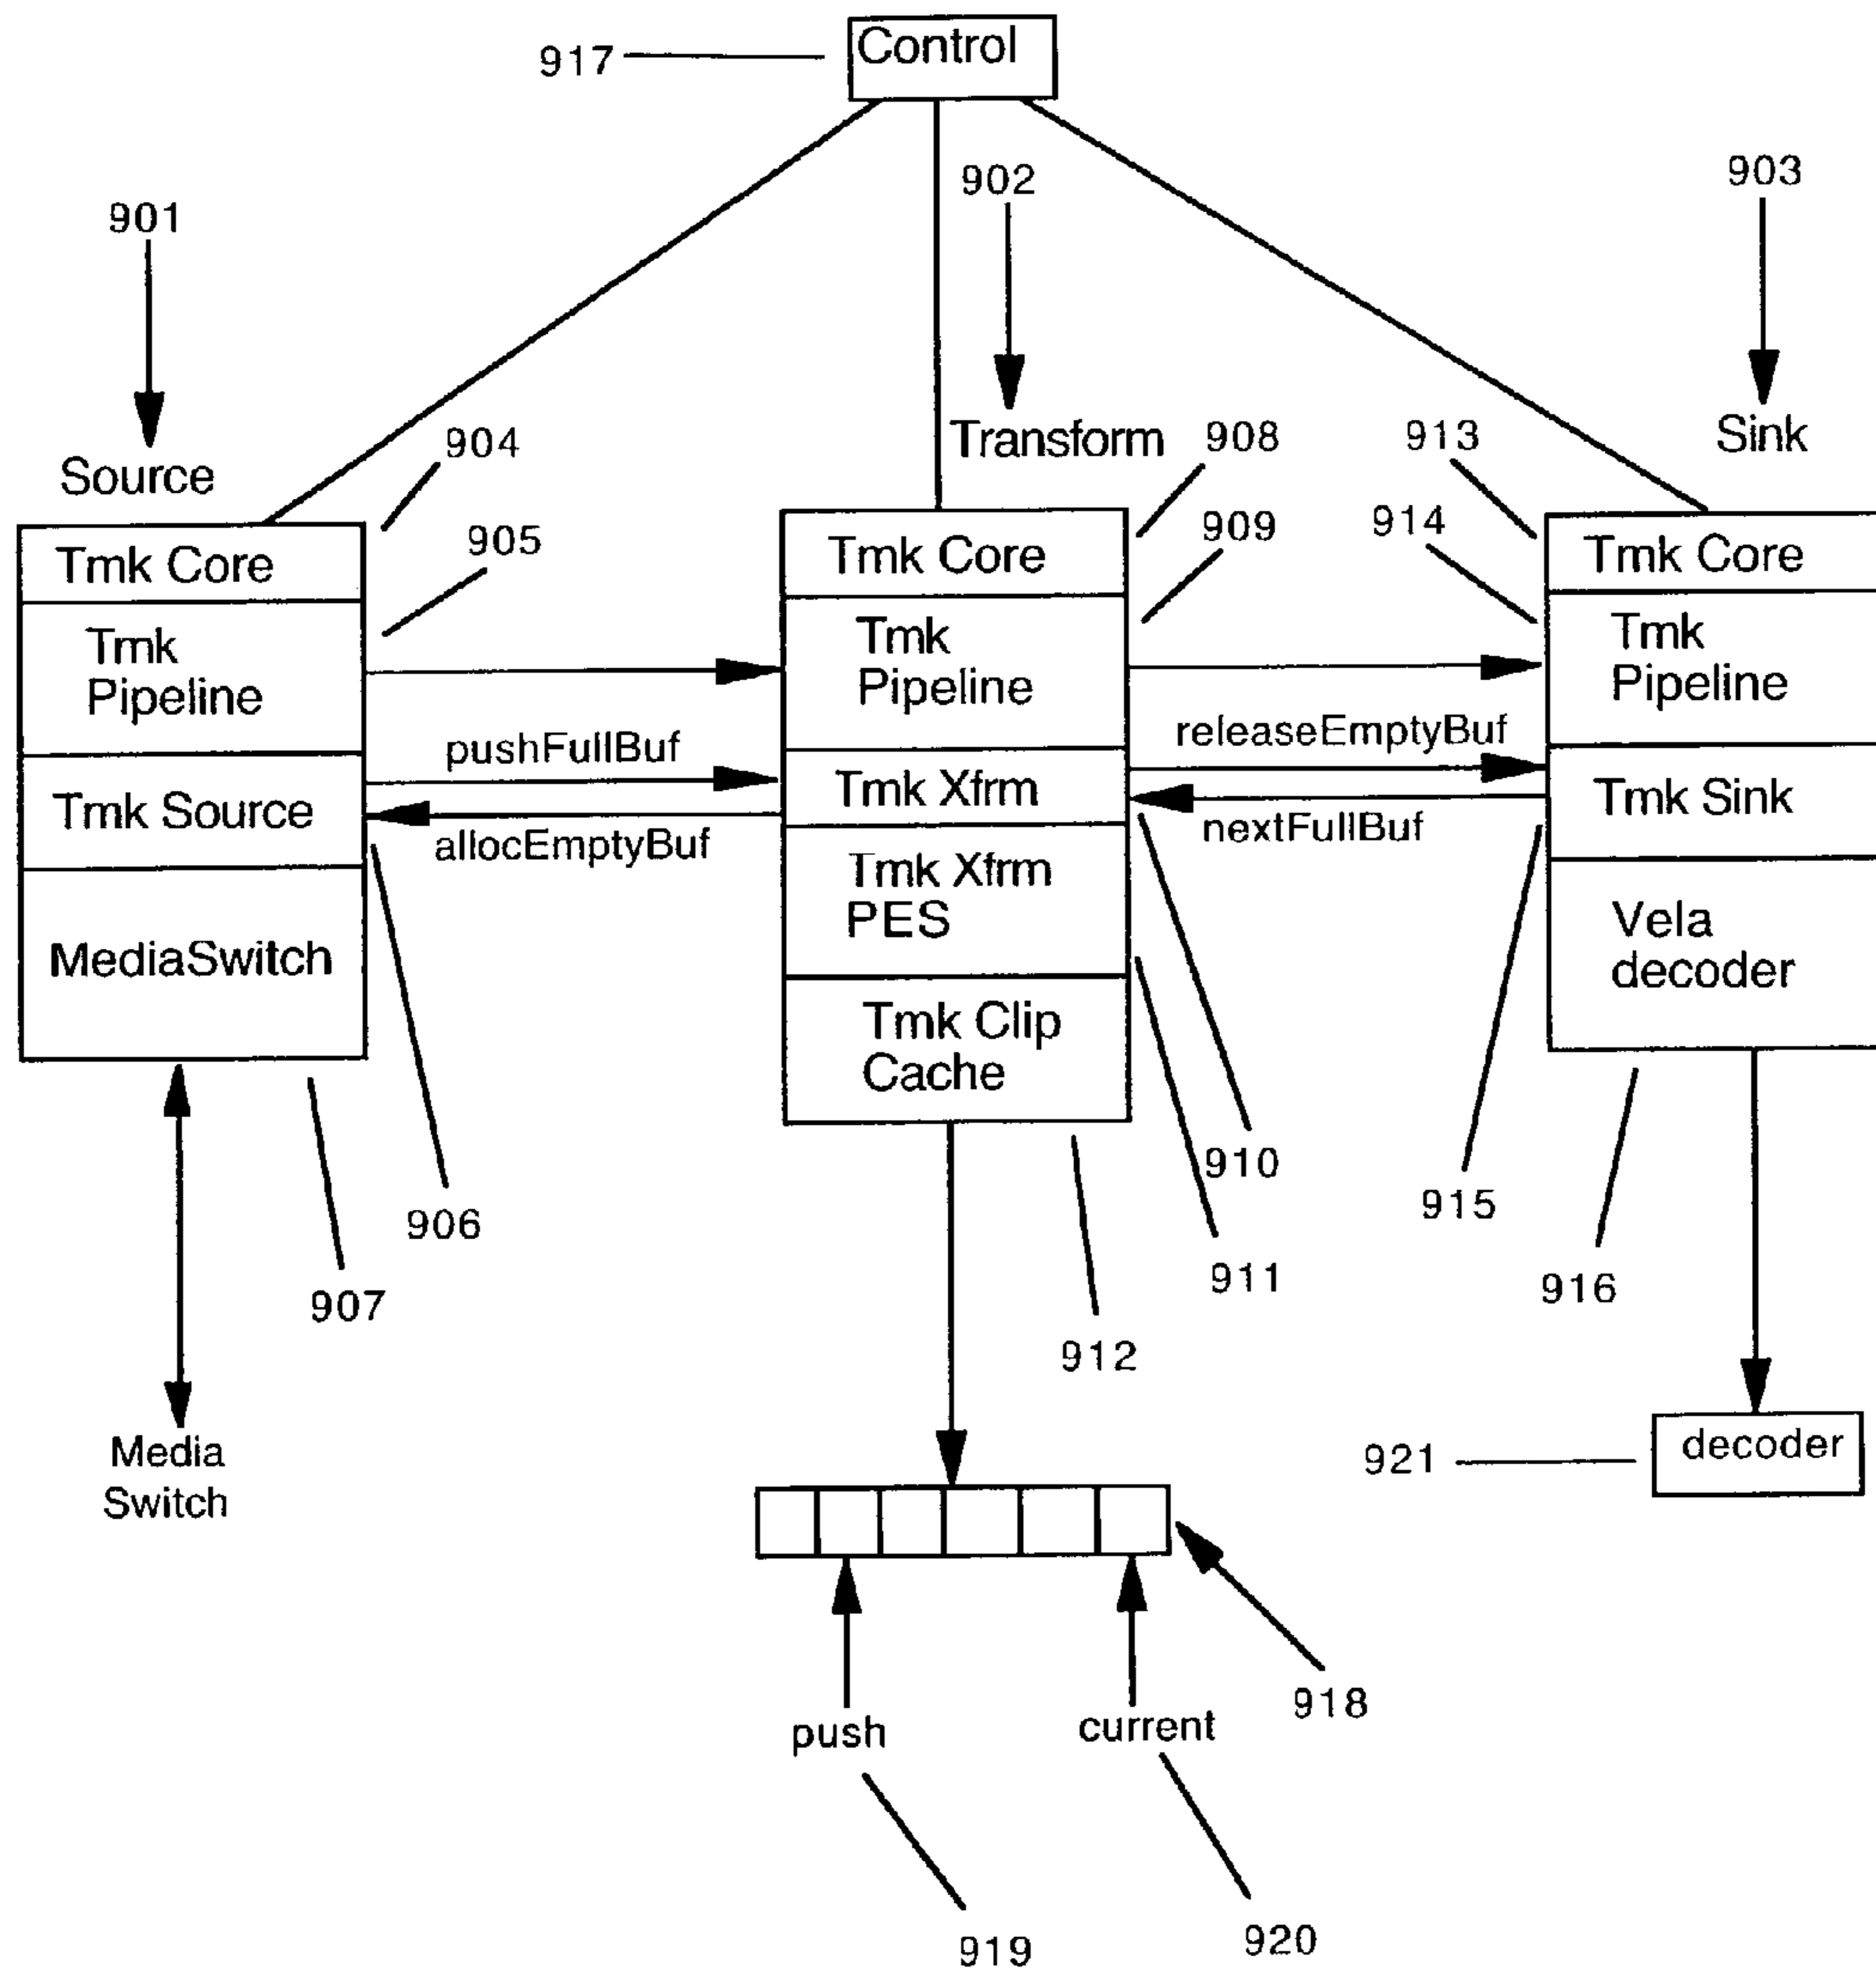 Control
917
902
903
901
Transform
908
913
Sink
904
Source
905
909
914
Tmk Core
Tmk
Pipeline
Tmk Source
MediaSwitch
pushFullBuf
allocEmptyBuf
Tmk Core
Tmk
Pipeline
Tmk Xfrm
Tmk Xfrm
PES
Tmk Clip
Cache
releaseEmptyBuf
nextFullBuf
Tmk Core
Tmk
Pipeline
Tmk Sink
Vela
decoder
910
915
906
911
916
907
912
Media
Switch
921
decoder
918
push
current
919
920